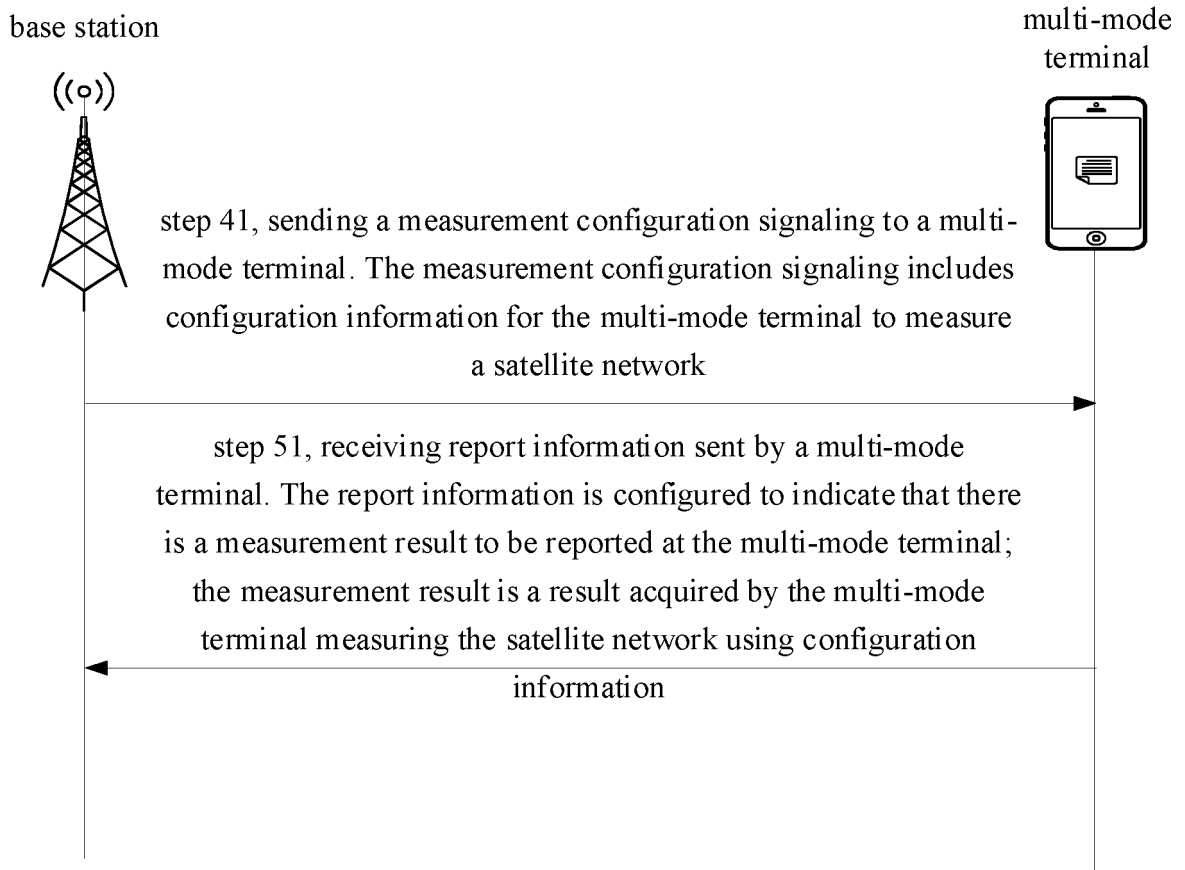 base station
multi-mode
terminal
step 41, sending a measurement configuration signaling to a multi-
mode terminal. The measurement configuration signaling includes
configuration information for the multi-mode terminal to measure
a satellite network
step 51, receiving report information sent by a multi-mode
terminal. The report information is configured to indicate that there
is a measurement result to be reported at the multi-mode terminal;
the measurement result is a result acquired by the multi-mode
terminal measuring the satellite network using configuration
information